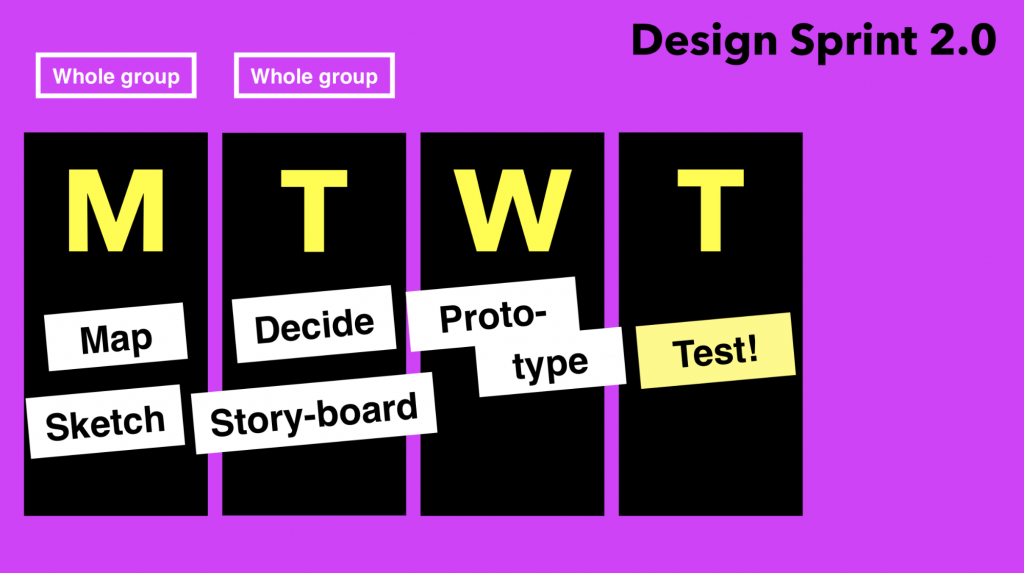 Design Sprint 2.0
Whole group
Whole group
M
T
W
T
Map
Sketch
Decide
Story-board
Proto-
type
Test!